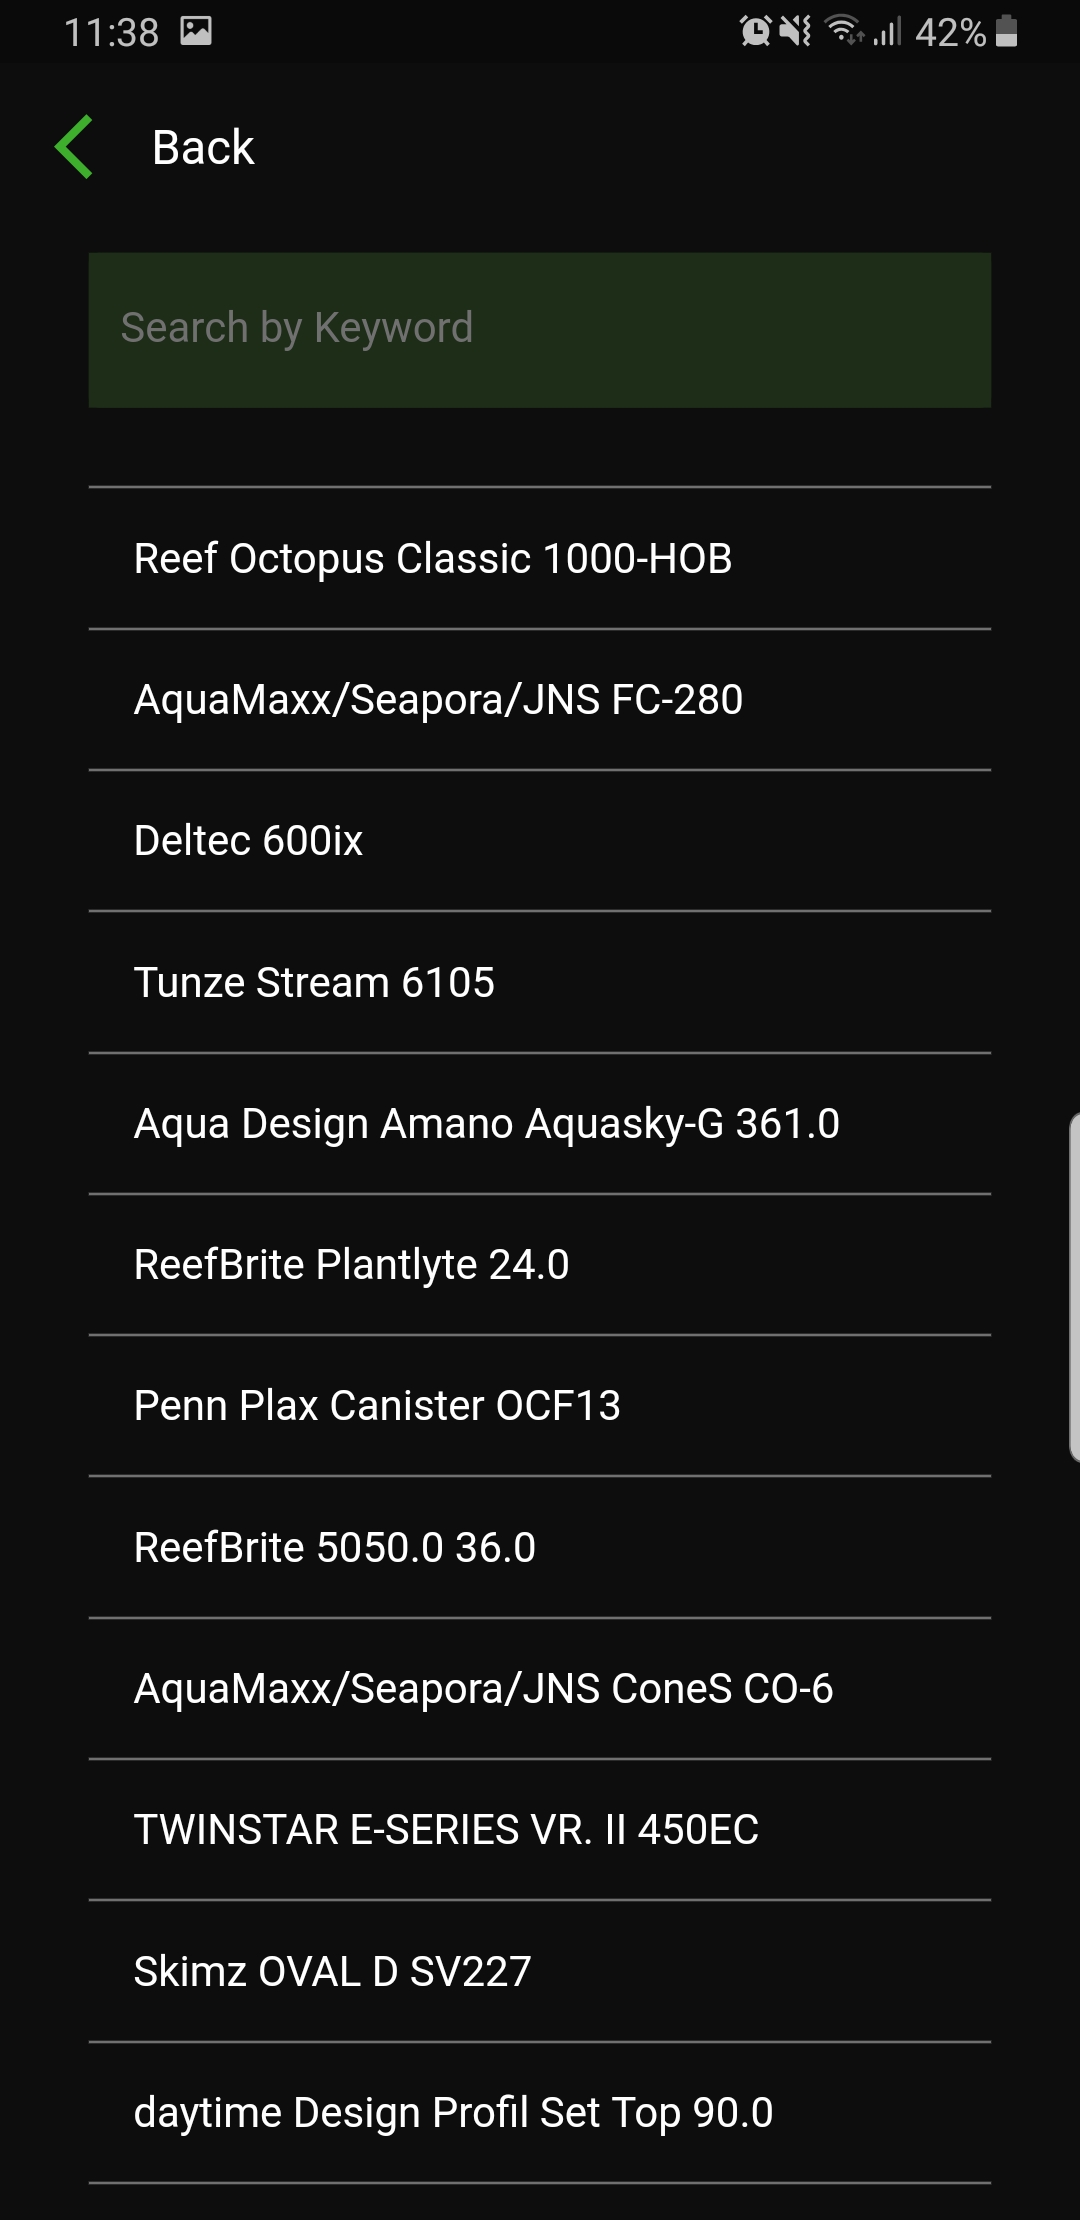 11:38
42%
Back
Search by Keyword
Reef Octopus Classic 1000-HOB
AquaMaxx/Seapora/JNS FC-280
Deltec 600ix
Tunze Stream 6105
Aqua Design Amano Aquasky-G 361.0
ReefBrite Plantlyte 24.0
Penn Plax Canister OCF13
ReefBrite 5050.0 36.0
AquaMaxx/Seapora/JNS ConeS CO-6
TWINSTAR E-SERIES VR. II 450EC
Skimz OVAL D SV227
daytime Design Profil Set Top 90.0